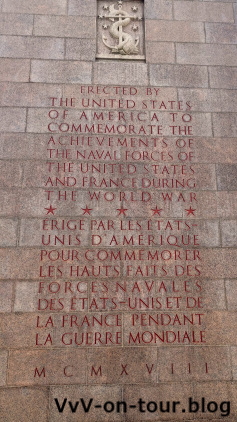 ERECTED BY
THE UNITED STATES
OF AMERICA TO
COMMEMORATE THE
ACHIEVEMENTS OF
THE NAVAL FORCES OF
THE UNITED STATES
AND FRANCE DURING
THE WORLD WAR
ERIGÉ PAR LES ÉTATS-
UNIS D'AMÉRIQUE
POUR COMMEMORER
LES HAUTS FAITS DES
FORCES NAVALES
DES ÉTATS-UNIS ET DE
LA FRANCE PENDANT
LA GUERRE MONDIALE
MCMXVIII
VvV-on-tour.blog